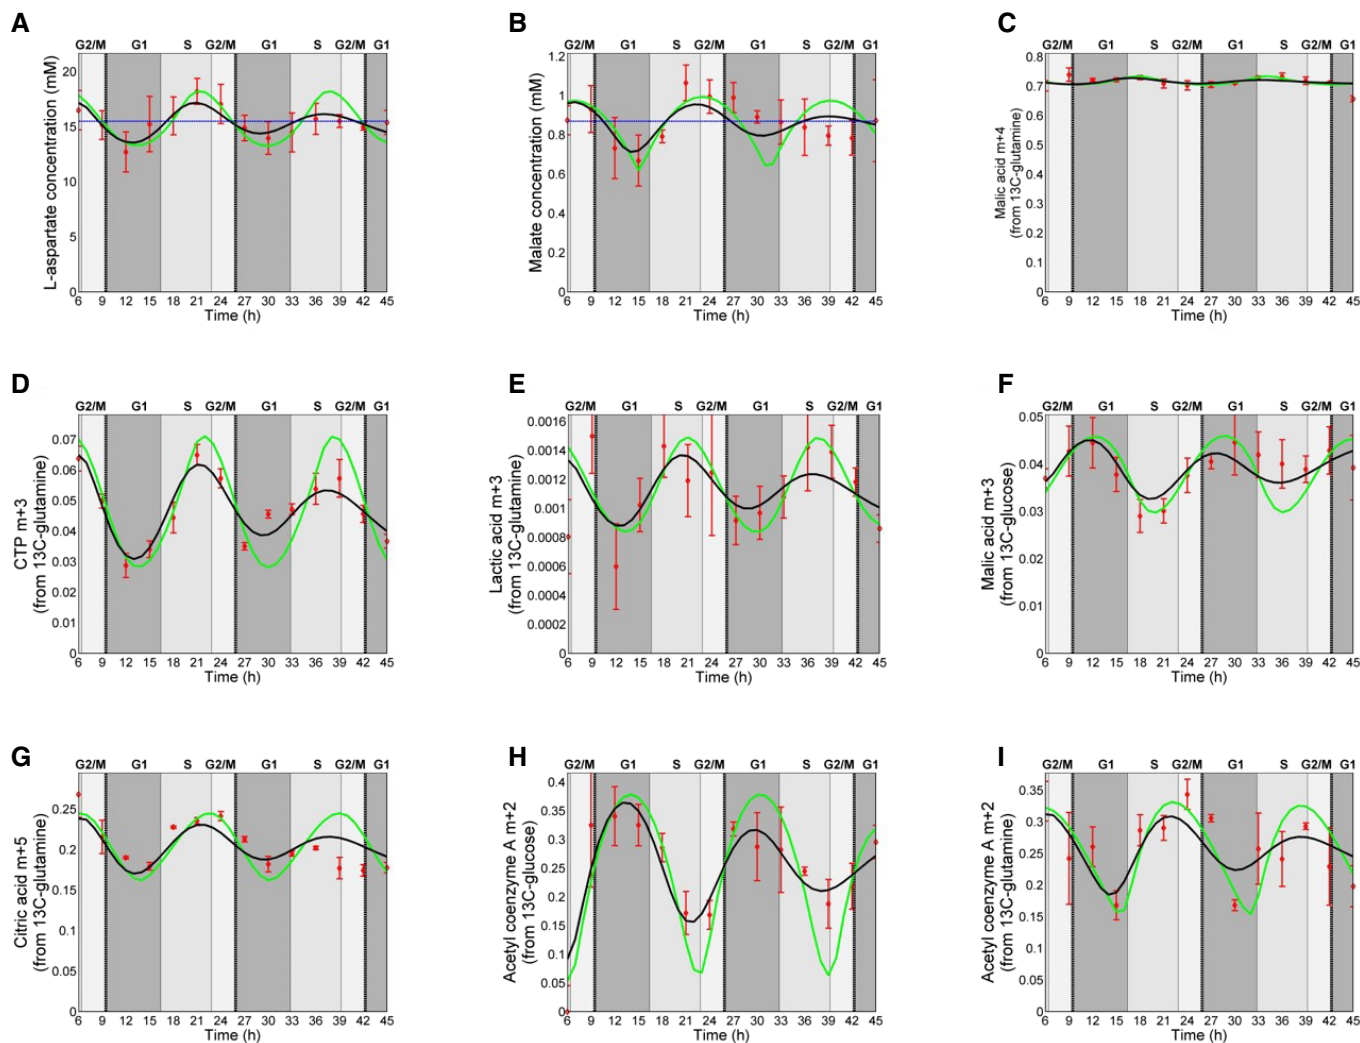 A
G2/M G1 S G2/M G1 S G2/M G1
L-aspartate concentration (mM)
20
15
10
5
0
6 9 12 15 18 21 24 27 30 33 36 39 42 45
Time (h)
B
G2/M G1 S G2/M G1 S G2/M G1
Malate concentration (mM)
1.2
1
0.8
0.6
0.4
0.2
0
6 9 12 15 18 21 24 27 30 33 36 39 42 45
Time (h)
C
G2/M G1 S G2/M G1 S G2/M G1
Malic acid m+4
(from 13C-glutamine)
0.8
0.7
0.6
0.5
0.4
0.3
0.2
0.1
0
6 9 12 15 18 21 24 27 30 33 36 39 42 45
Time (h)
D
G2/M G1 S G2/M G1 S G2/M G1
CTP m+3
(from 13C-glutamine)
0.07
0.06
0.05
0.04
0.03
0.02
0.01
0
6 9 12 15 18 21 24 27 30 33 36 39 42 45
Time (h)
E
G2/M G1 S G2/M G1 S G2/M G1
Lactic acid m+3
(from 13C-glutamine)
0.0016
0.0014
0.0012
0.001
0.0008
0.0006
0.0004
0.0002
0
6 9 12 15 18 21 24 27 30 33 36 39 42 45
Time (h)
F
G2/M G1 S G2/M G1 S G2/M G1
Malic acid m+3
(from 13C-glucose)
0.05
0.04
0.03
0.02
0.01
0
6 9 12 15 18 21 24 27 30 33 36 39 42 45
Time (h)
G
G2/M G1 S G2/M G1 S G2/M G1
Citric acid m+5
(from 13C-glutamine)
0.25
0.2
0.15
0.1
0.05
0
6 9 12 15 18 21 24 27 30 33 36 39 42 45
Time (h)
H
G2/M G1 S G2/M G1 S G2/M G1
Acetyl coenzyme A m+2
(from 13C-glucose)
0.4
0.35
0.3
0.25
0.2
0.15
0.1
0.05
0
6 9 12 15 18 21 24 27 30 33 36 39 42 45
Time (h)
I
G2/M G1 S G2/M G1 S G2/M G1
Acetyl coenzyme A m+2
(from 13C-glutamine)
0.35
0.3
0.25
0.2
0.15
0.1
0.05
0
6 9 12 15 18 21 24 27 30 33 36 39 42 45
Time (h)